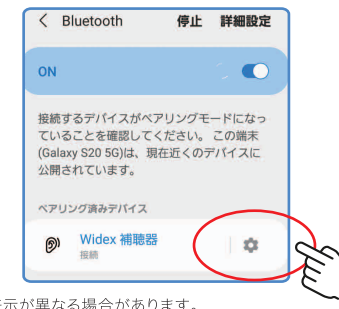 < Bluetooth 停止 詳細設定
ON
接続するデバイスがペアリングモードになっ
ていることを確認してください。 この端末
(Galaxy S20 5G)は、現在近くのデバイスに
公開されています。
ペアリング済みデバイス
Widex 補聴器
接続
示が異なる場合があります。